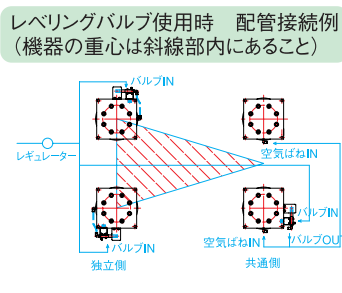 レベリングバルブ使用時　配管接続例
(機器の重心は斜線部内にあること)
バルブIN
レギュレーター
空気ばねIN
バルブIN
空気ばねIN
バルブOU
バルブIN
独立側
共通側